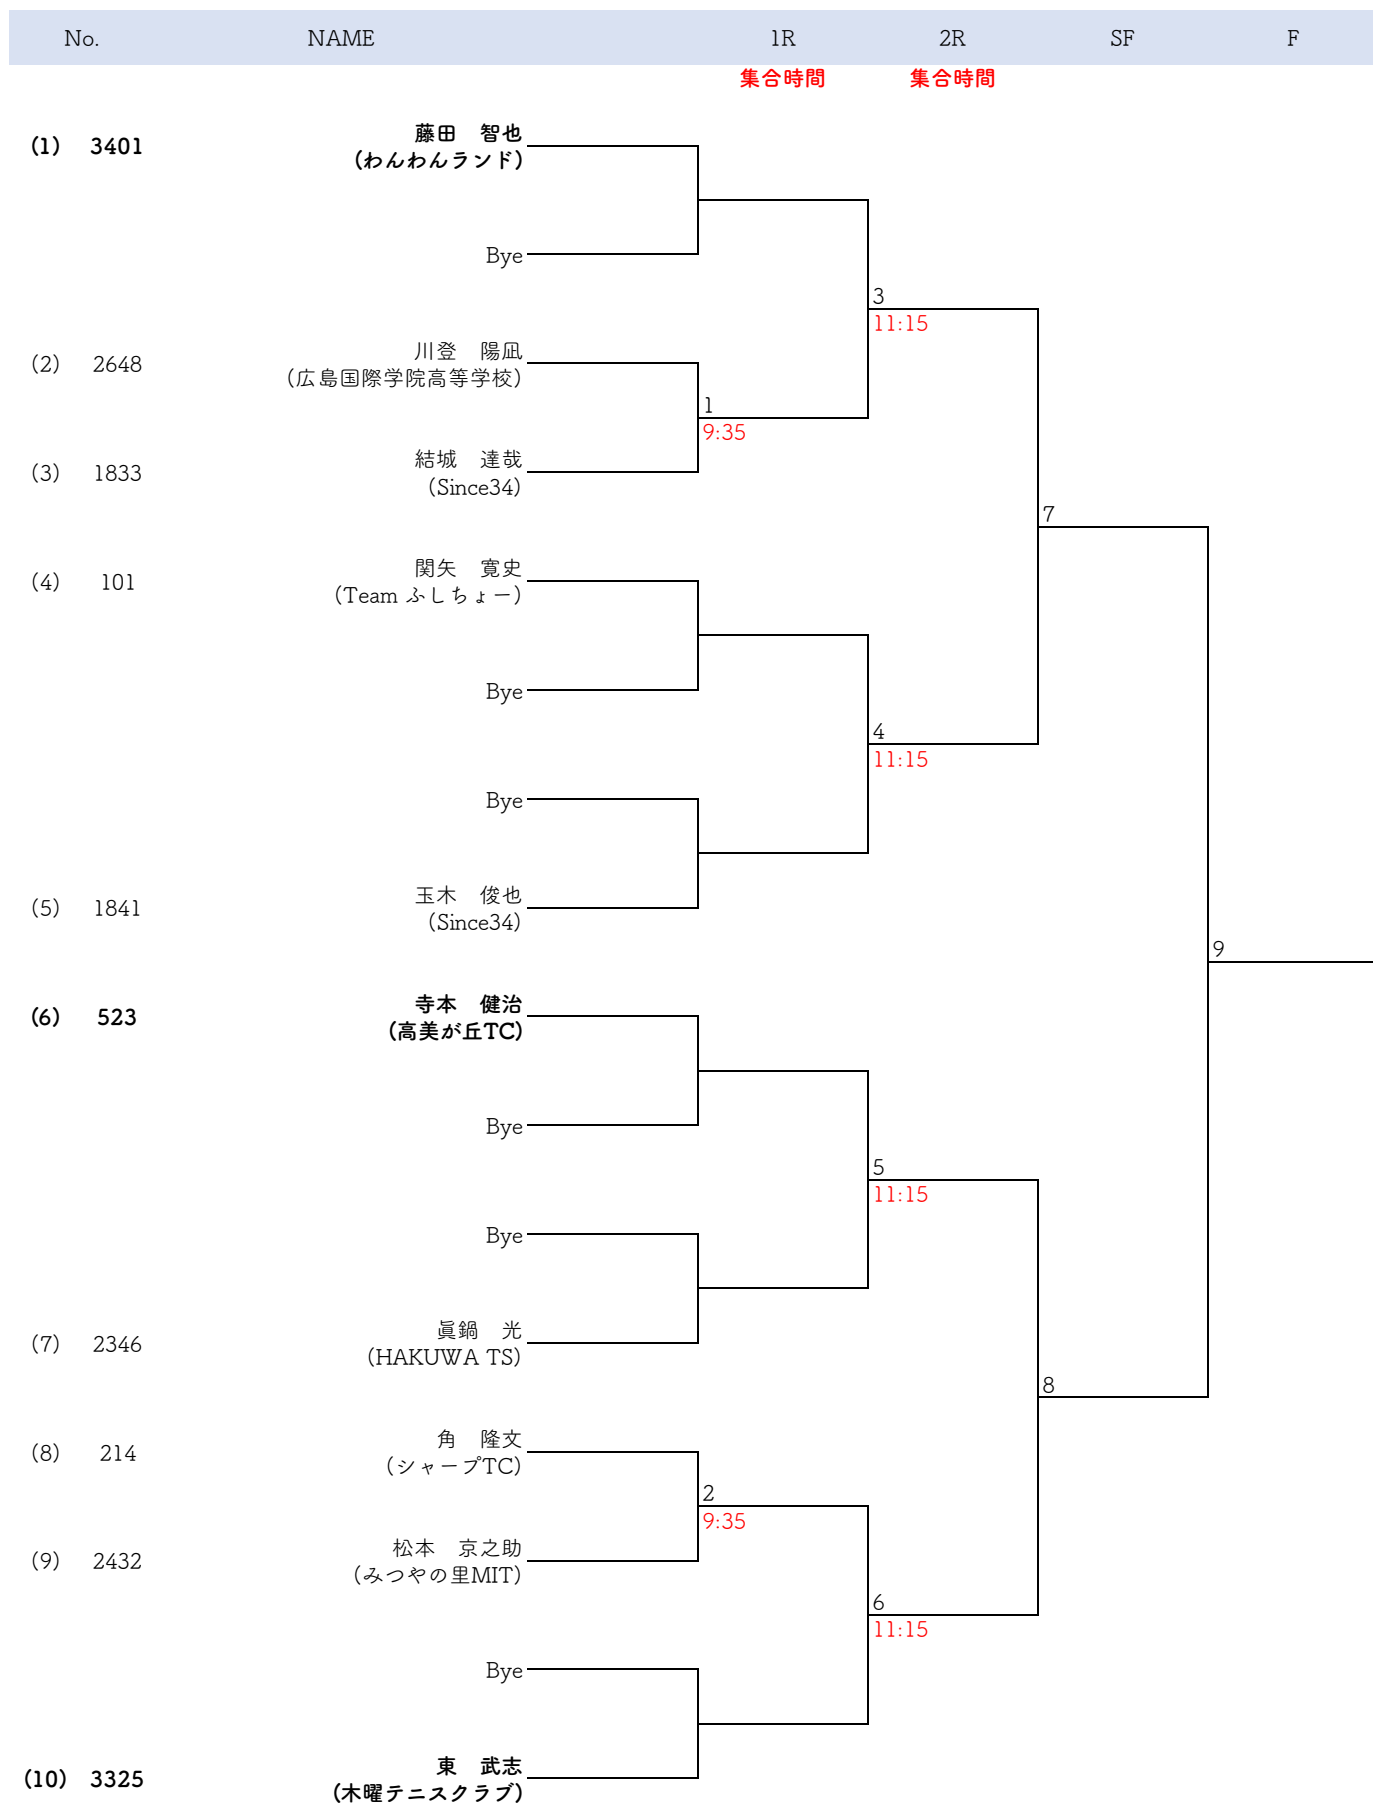 No. NAME 1R 2R SF F
集合時間 集合時間
(1) 3401 藤田　智也
(わんわんランド)
Bye
3
11:15
(2) 2648 川登　陽凪
(広島国際学院高等学校)
1
9:35
(3) 1833 結城　達哉
(Since34)
7
(4) 101 関矢　寛史
(Team ふしちょー)
Bye
4
11:15
Bye
(5) 1841 玉木　俊也
(Since34)
9
(6) 523 寺本　健治
(高美が丘TC)
Bye
5
11:15
Bye
(7) 2346 眞鍋　光
(HAKUWA TS)
8
(8) 214 角　隆文
(シャープTC)
2
9:35
(9) 2432 松本　京之助
(みつやの里MIT)
6
11:15
Bye
(10) 3325 東　武志
(木曜テニスクラブ)